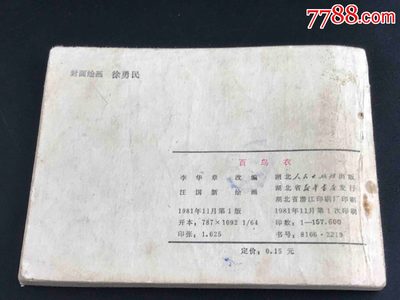 7788.com
封面绘画 徐勇民
百鸟衣
李华章 改编 湖北人民出版社出版
汪国新 绘画 湖北省新华书店发行
湖北省潜江印刷厂印刷
1981年11月第1版 1981年11月第1次印刷
开本：787×1092 1/64 印数：1—157,600
印张：1.625 书号：8106·2219
定价：0.15元